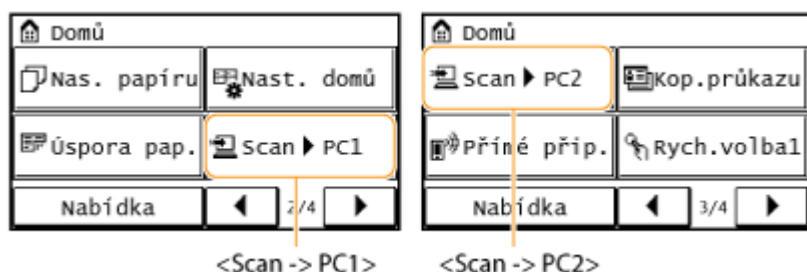 Domů
Nas. papíru Nast. domů
Úspora pap. Scan ▶ PC1
Nabídka ◀ 2/4 ▶
<Scan -> PC1>
Domů
Scan ▶ PC2 Kop.průkazu
Přímé přip. Rych.volba1
Nabídka ◀ 3/4 ▶
<Scan -> PC2>